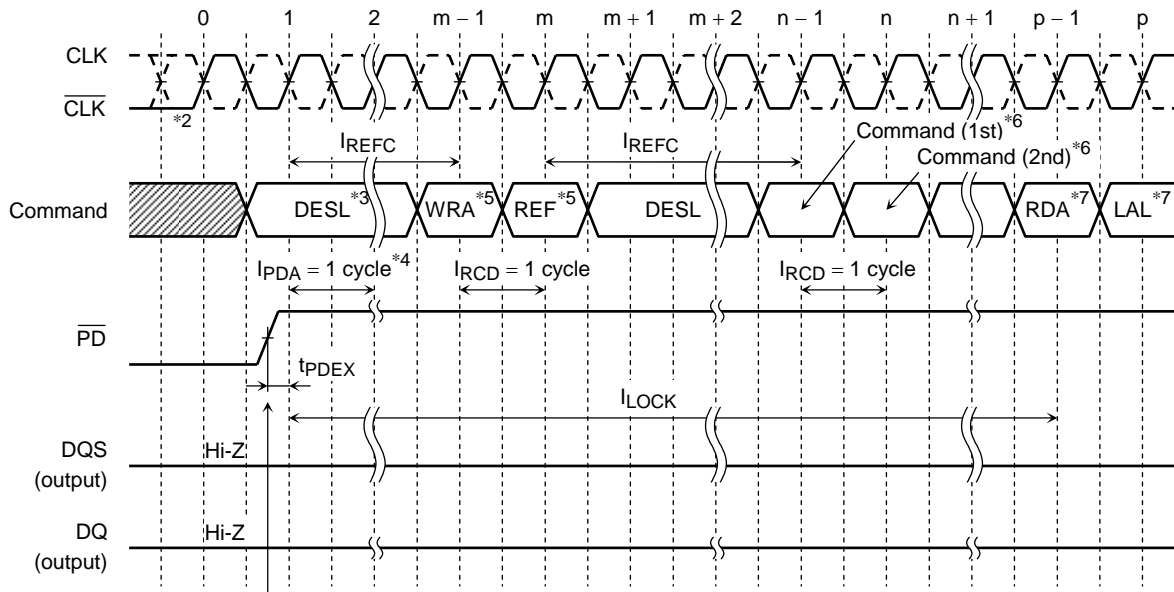 0 1 2 m − 1 m m + 1 m + 2 n − 1 n n + 1 p − 1 p
CLK
CLK
*2
IREFC IREFC Command (1st)*6
Command (2nd)*6
Command DESL*3 WRA*5 REF*5 DESL RDA*7 LAL*7
IPDA = 1 cycle*4 IRCD = 1 cycle IRCD = 1 cycle
PD
tPDEX
ILOCK
DQS
(output)
Hi-Z
DQ
(output)
Hi-Z